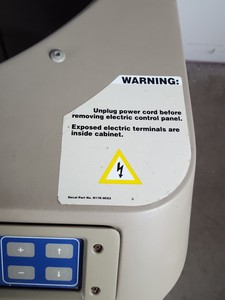 WARNING:
Unplug power cord before
removing electric control panel.
Exposed electric terminals are
inside cabinet.
+ ↑
− ↓